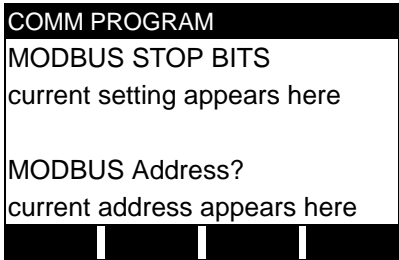 COMM PROGRAM
MODBUS STOP BITS
current setting appears here
MODBUS Address?
current address appears here